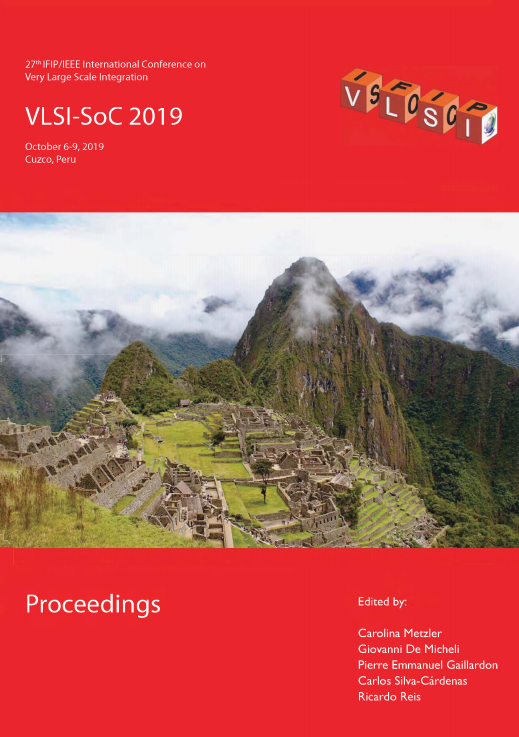 27th IFIP/IEEE International Conference on
Very Large Scale Integration
VLSI-SoC 2019
October 6-9, 2019
Cuzco, Peru
IFIP
VLSI
SOC
Proceedings
Edited by:
Carolina Metzler
Giovanni De Micheli
Pierre Emmanuel Gaillardon
Carlos Silva-Cárdenas
Ricardo Reis